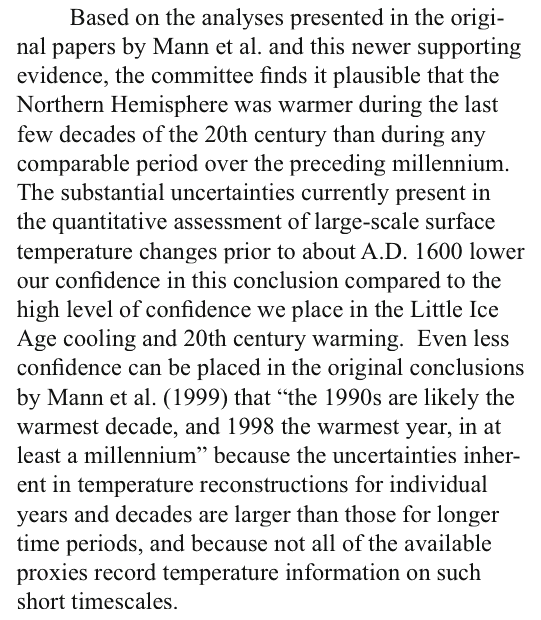 Based on the analyses presented in the origi-
nal papers by Mann et al. and this newer supporting
evidence, the committee finds it plausible that the
Northern Hemisphere was warmer during the last
few decades of the 20th century than during any
comparable period over the preceding millennium.
The substantial uncertainties currently present in
the quantitative assessment of large-scale surface
temperature changes prior to about A.D. 1600 lower
our confidence in this conclusion compared to the
high level of confidence we place in the Little Ice
Age cooling and 20th century warming.  Even less
confidence can be placed in the original conclusions
by Mann et al. (1999) that “the 1990s are likely the
warmest decade, and 1998 the warmest year, in at
least a millennium” because the uncertainties inher-
ent in temperature reconstructions for individual
years and decades are larger than those for longer
time periods, and because not all of the available
proxies record temperature information on such
short timescales.